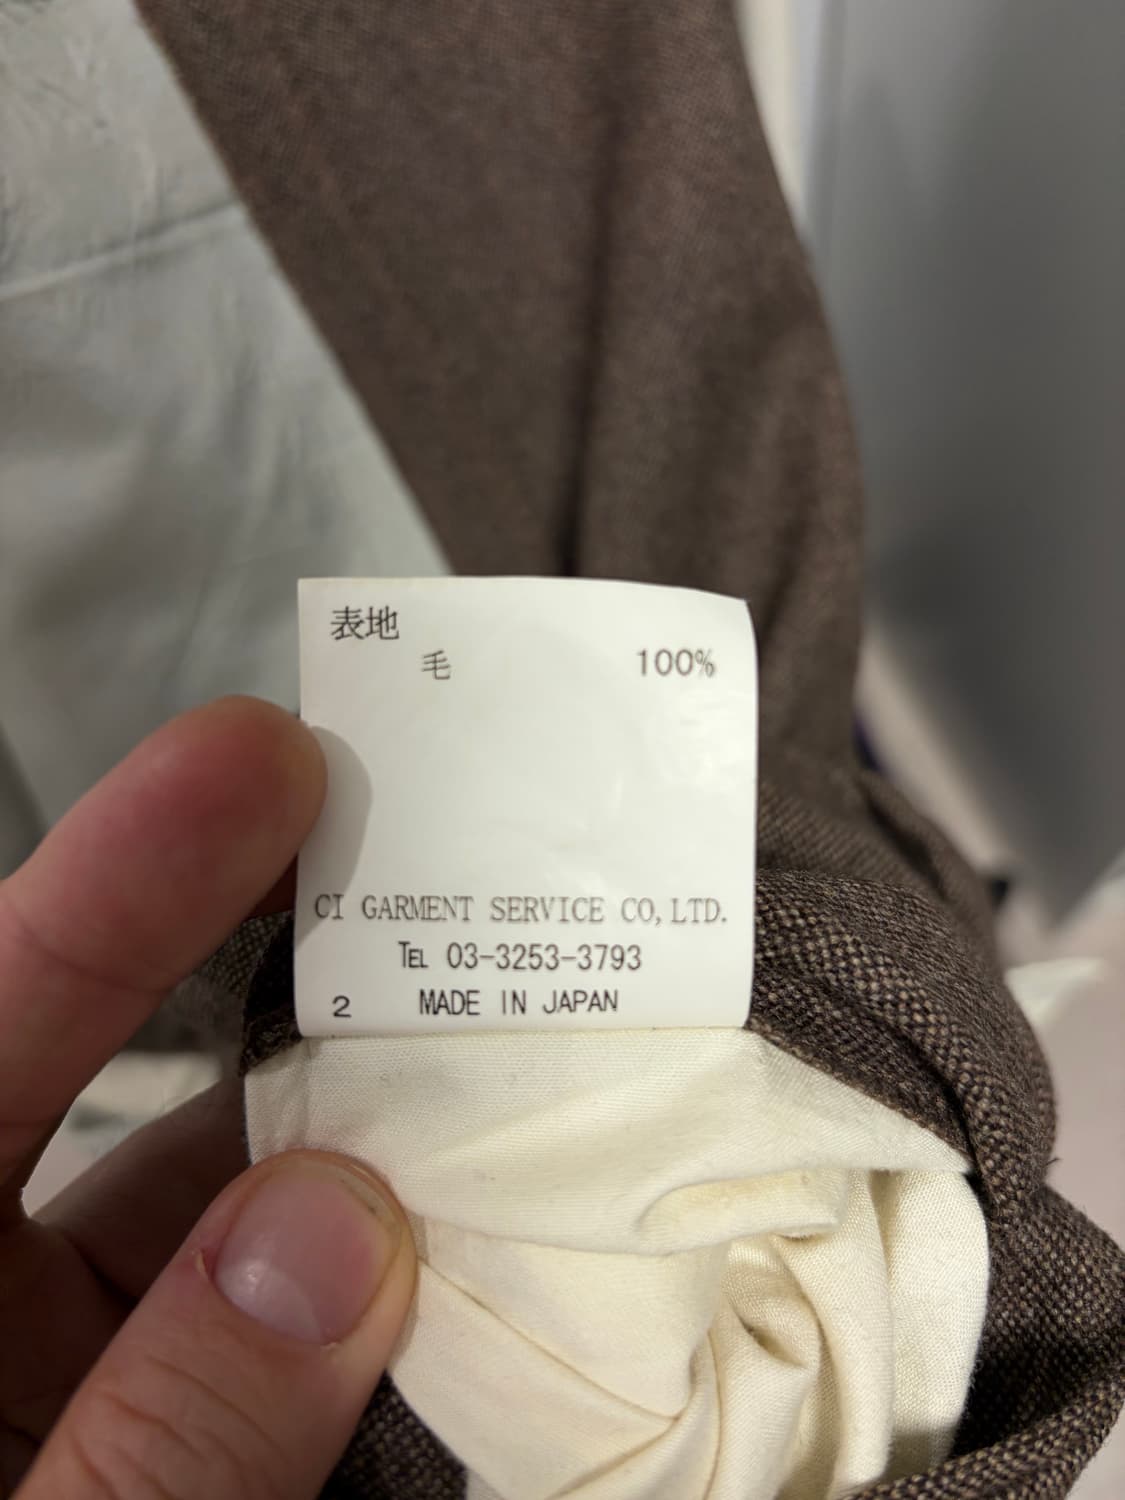 表地
毛 100%
CI GARMENT SERVICE CO,LTD.
TEL 03-3253-3793
2 MADE IN JAPAN